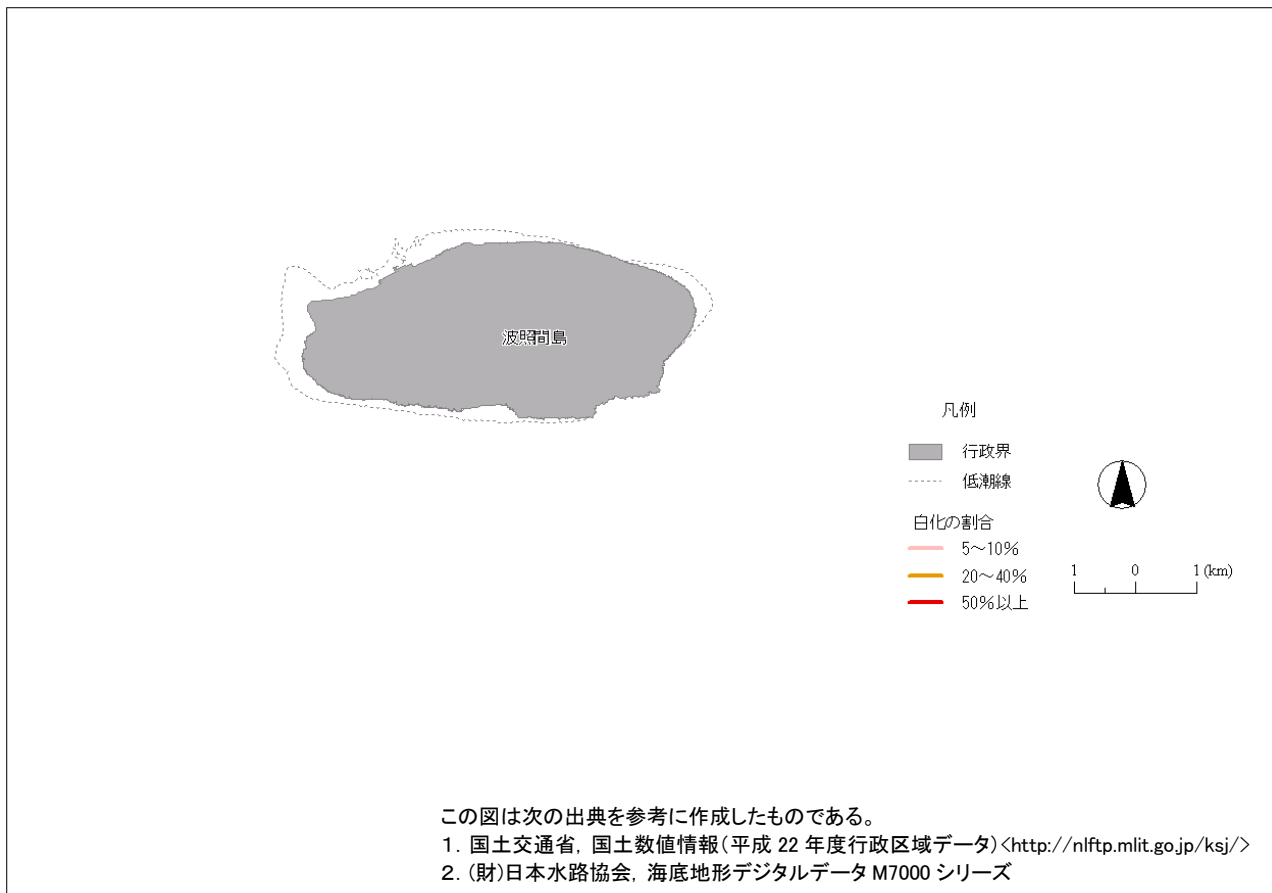 波照間島
凡例
行政界
低潮線
白化の割合
5～10%
20～40%
50%以上
1 0 1 (km)
この図は次の出典を参考に作成したものである。
1. 国土交通省, 国土数値情報(平成 22 年度行政区域データ)<http://nlftp.mlit.go.jp/ksj/>
2. (財)日本水路協会, 海底地形デジタルデータ M7000 シリーズ